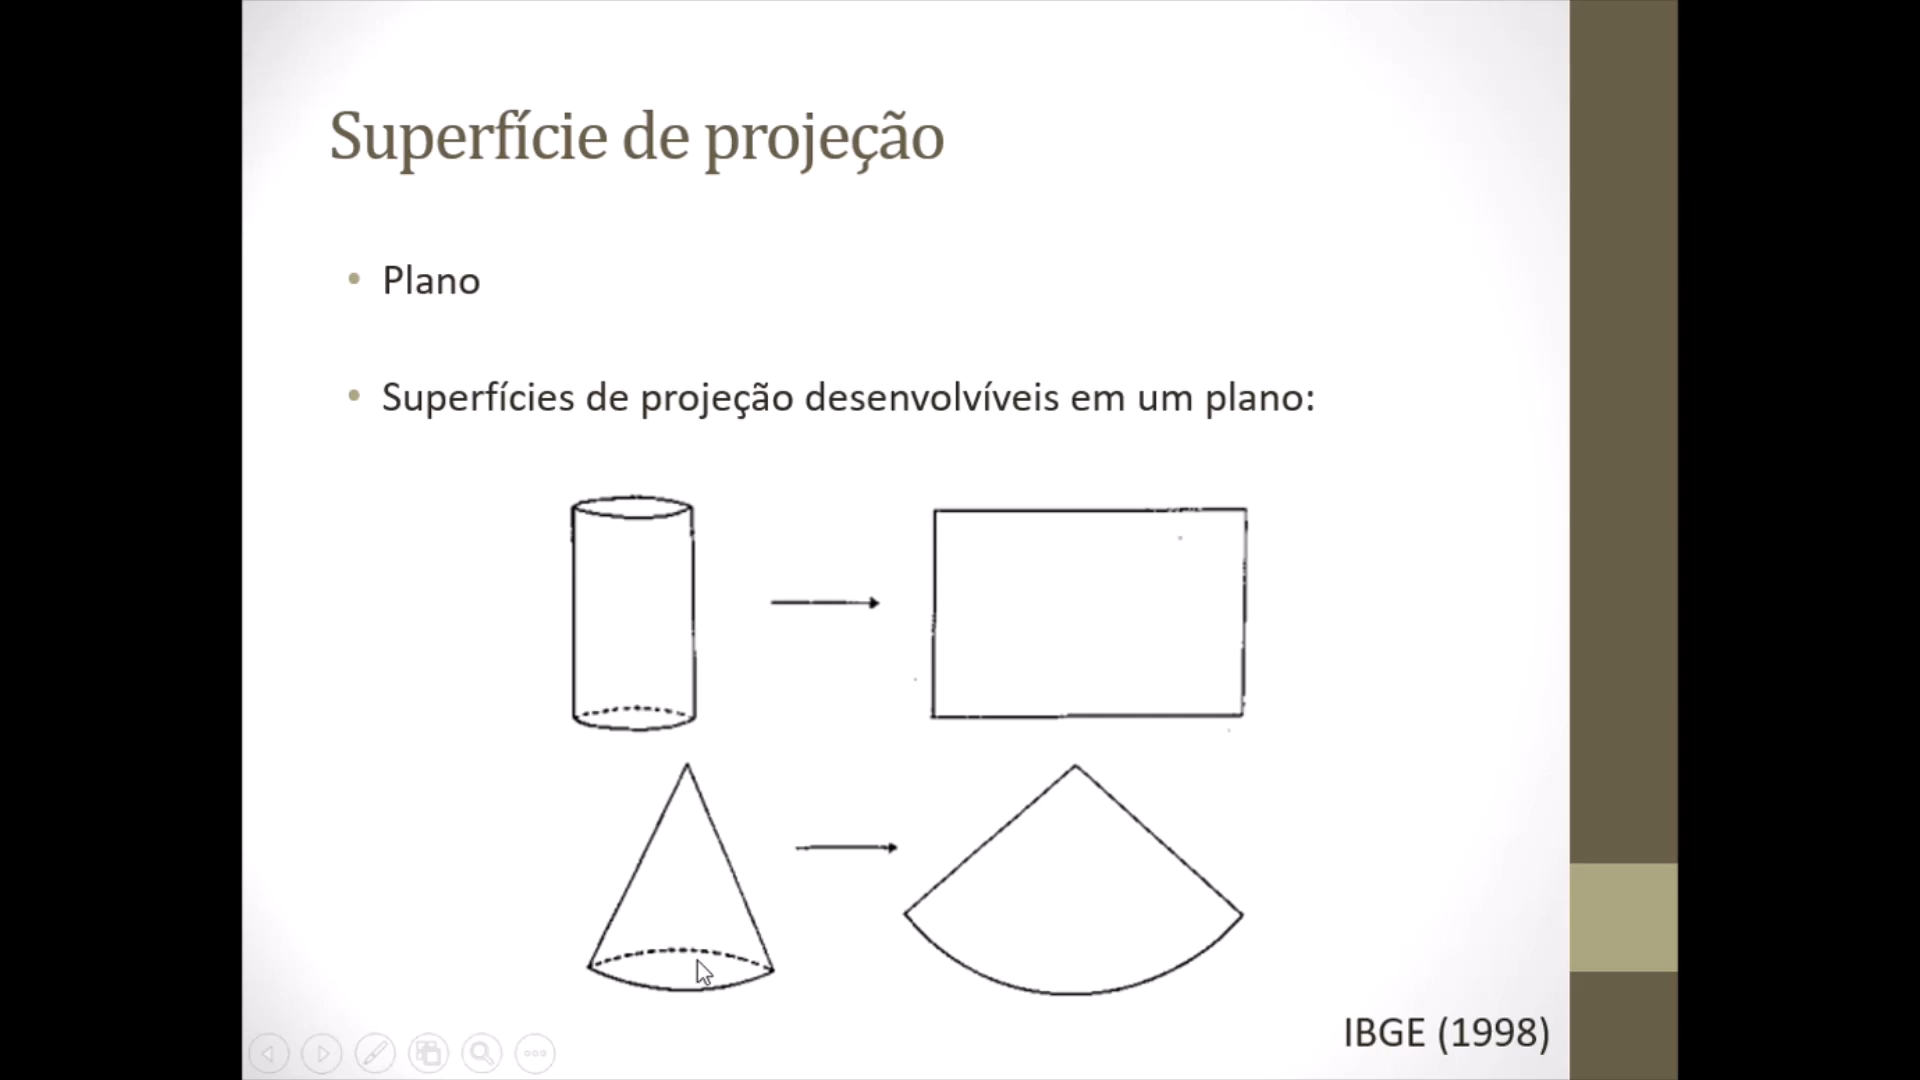 Superfície de projeção
• Plano
• Superfícies de projeção desenvolvíveis em um plano:
IBGE (1998)